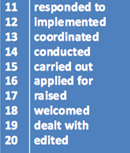 11 responded to
12 implemented
13 coordinated
14 conducted
15 carried out
16 applied for
17 raised
18 welcomed
19 dealt with
20 edited